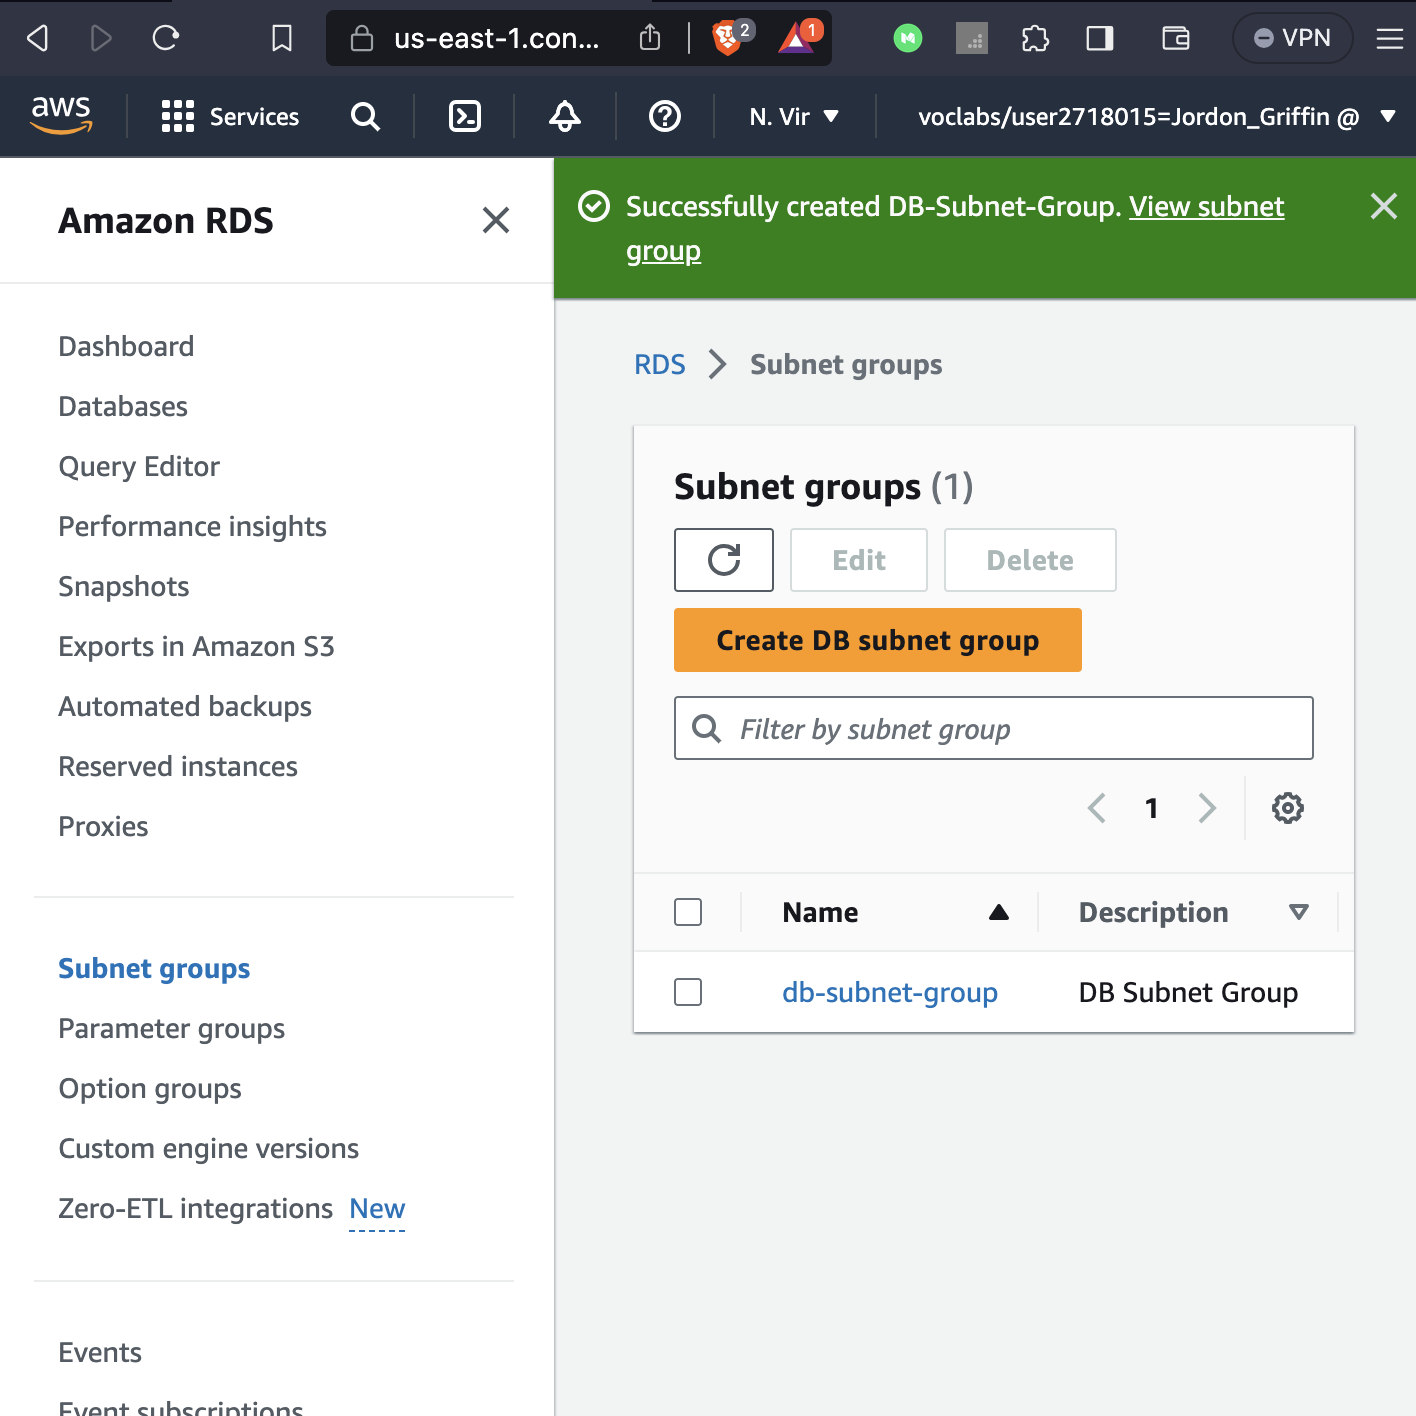 us-east-1.con...
2
1
VPN
aws
Services
N. Vir
voclabs/user2718015=Jordon_Griffin @
Amazon RDS
Successfully created DB-Subnet-Group. View subnet
group
Dashboard
Databases
Query Editor
Performance insights
Snapshots
Exports in Amazon S3
Automated backups
Reserved instances
Proxies
Subnet groups
Parameter groups
Option groups
Custom engine versions
Zero-ETL integrations New
Events
Event subscriptions
RDS > Subnet groups
Subnet groups (1)
Edit
Delete
Create DB subnet group
Filter by subnet group
1
Name
Description
db-subnet-group
DB Subnet Group